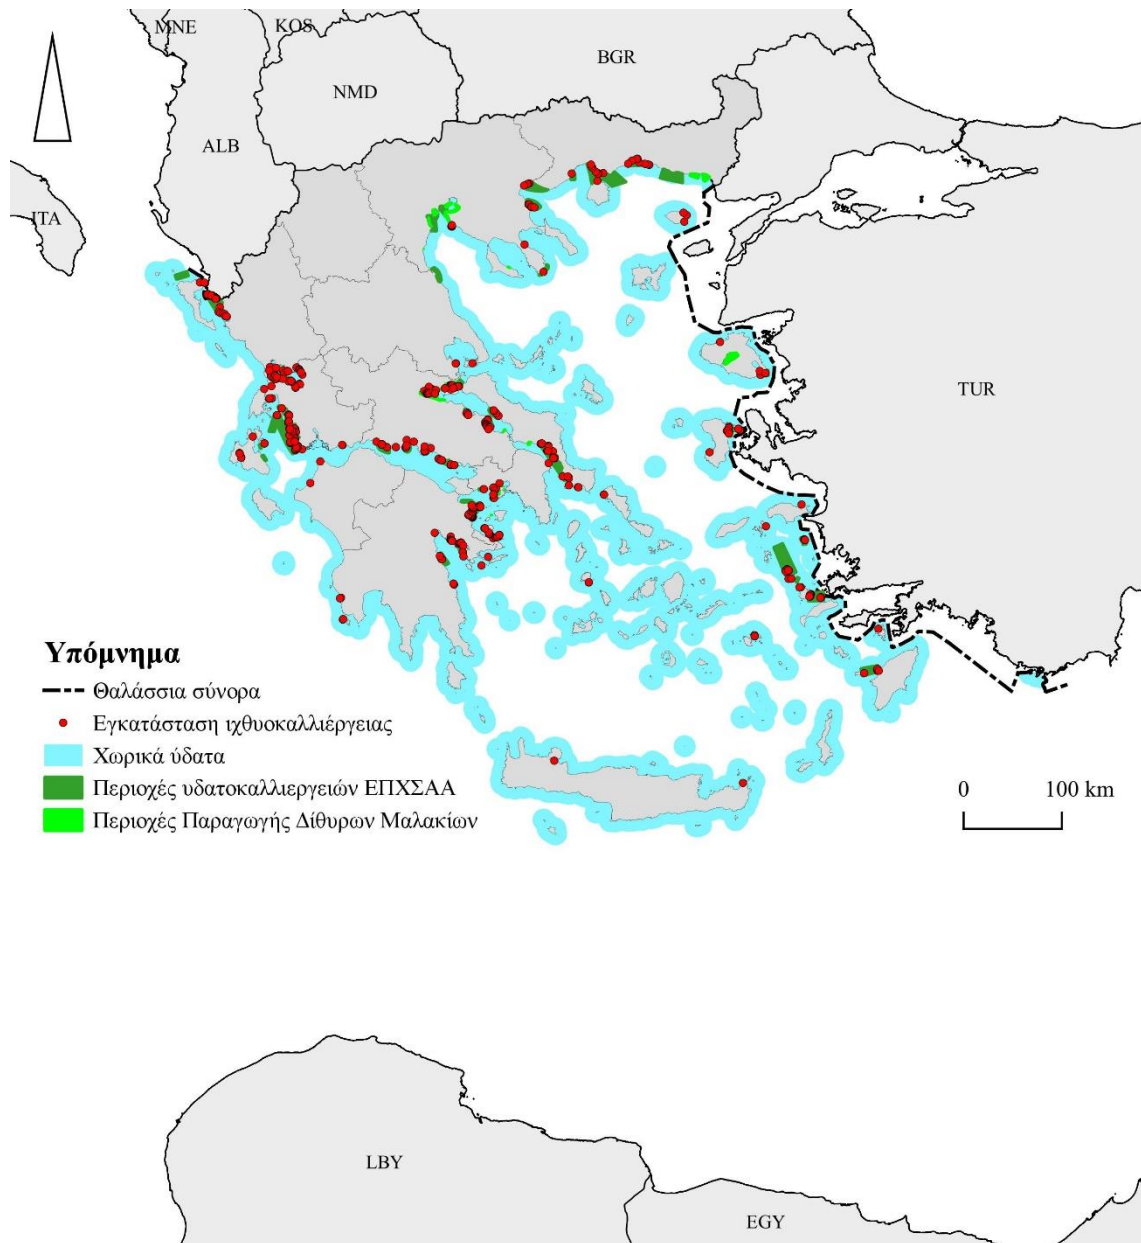 MNE
KOS
BGR
NMD
ALB
ITA
TUR
Υπόμνημα
Θαλάσσια σύνορα
Εγκατάσταση ιχθυοκαλλιέργειας
Χωρικά ύδατα
Περιοχές υδατοκαλλιεργειών ΕΠΧΣΑΑ
Περιοχές Παραγωγής Δίθυρων Μαλακίων
0 100 km
LBY
EGY